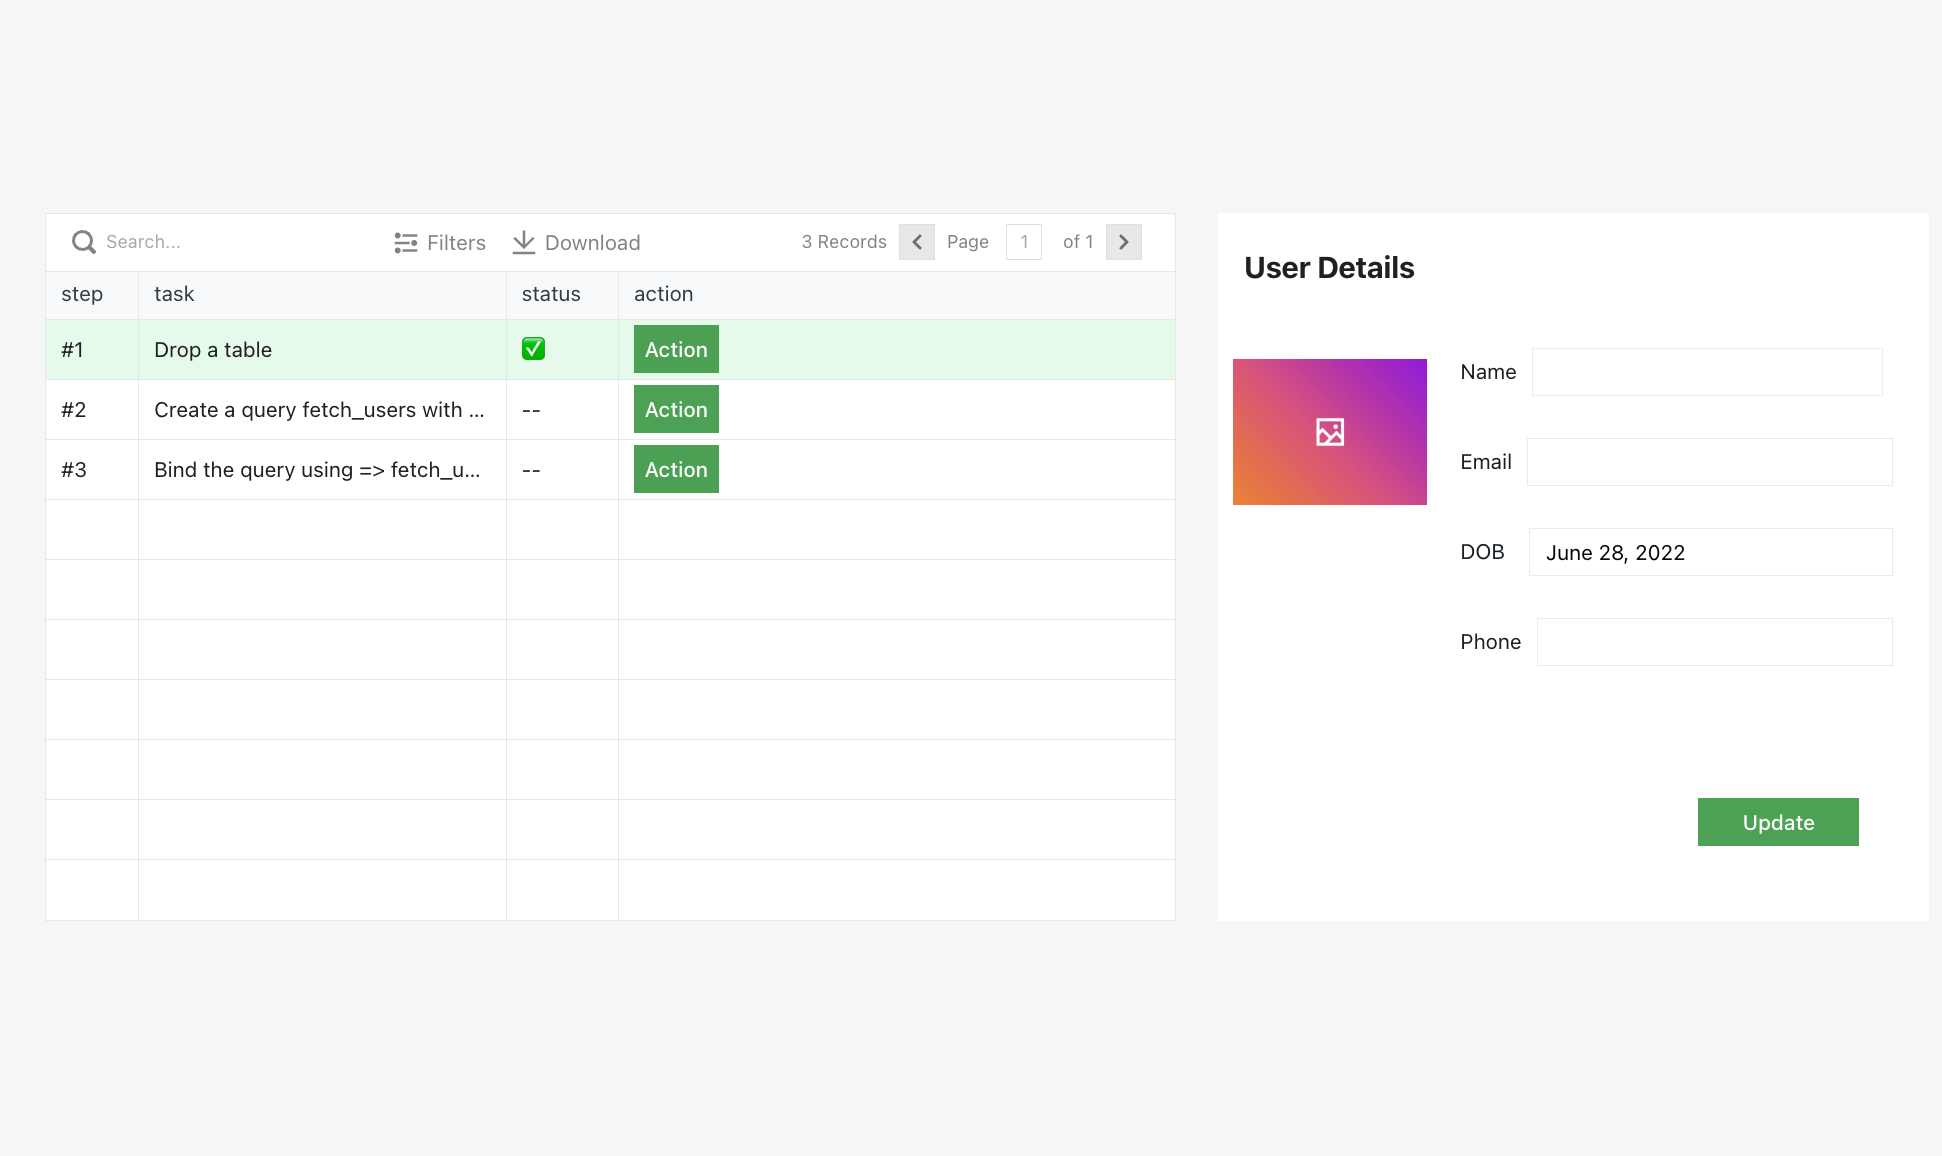 Search...
Filters
Download
3 Records
Page
1
of 1
step task status action
#1 Drop a table ✅ Action
#2 Create a query fetch_users with ... -- Action
#3 Bind the query using => fetch_u... -- Action
User Details
Name
Email
DOB June 28, 2022
Phone
Update